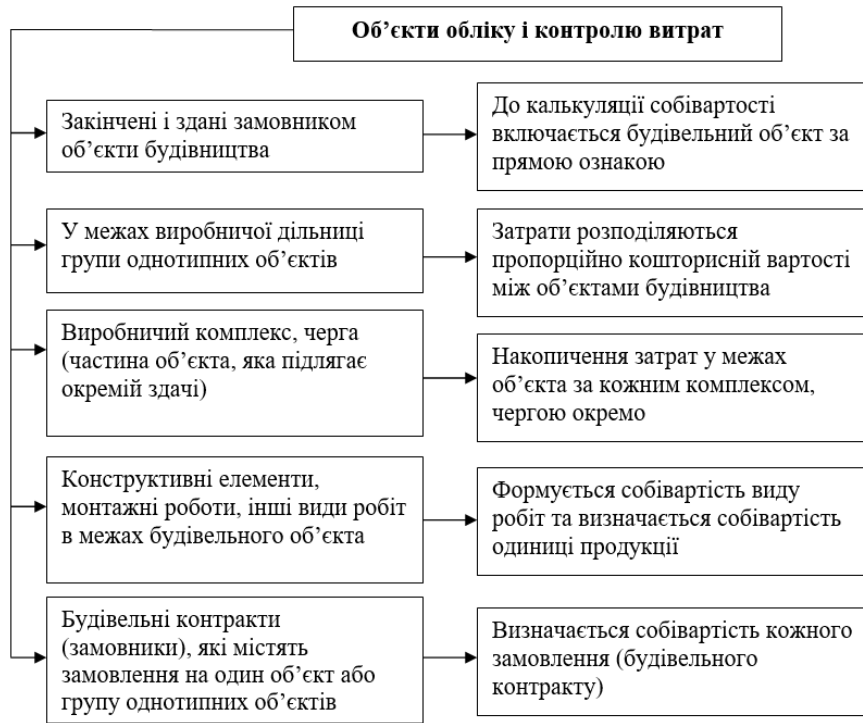 Об’єкти обліку і контролю витрат
Закінчені і здані замовником
об’єкти будівництва
До калькуляції собівартості
включається будівельний об’єкт за
прямою ознакою
У межах виробничої дільниці
групи однотипних об’єктів
Затрати розподіляються
пропорційно кошторисній вартості
між об’єктами будівництва
Виробничий комплекс, черга
(частина об’єкта, яка підлягає
окремій здачі)
Накопичення затрат у межах
об’єкта за кожним комплексом,
чергою окремо
Конструктивні елементи,
монтажні роботи, інші види робіт
в межах будівельного об’єкта
Формується собівартість виду
робіт та визначається собівартість
одиниці продукції
Будівельні контракти
(замовники), які містять
замовлення на один об’єкт або
групу однотипних об’єктів
Визначається собівартість кожного
замовлення (будівельного
контракту)